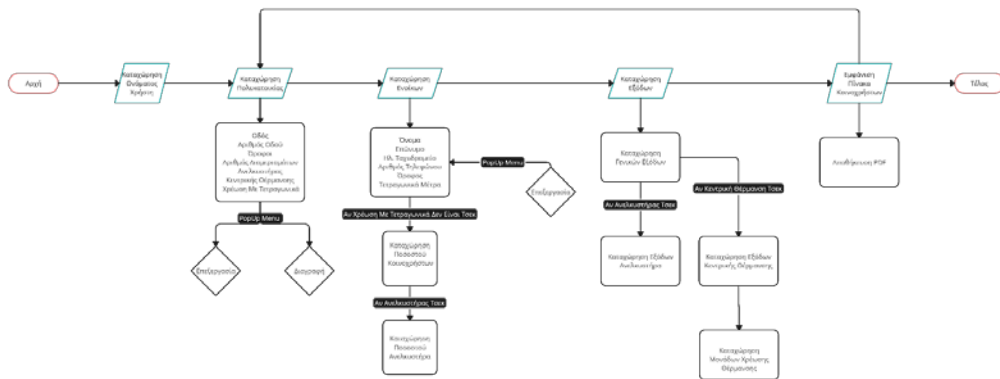 Αρχή
Καταχώρηση
Ονόματος
Χρήστη
Καταχώρηση
Πολυκατοικίας
Καταχώρηση
Ενοίκων
Καταχώρηση
Εξόδων
Εμφάνιση
Πίνακα
Κοινοχρήστων
Τέλος
Οδός
Αριθμός Οδού
Όροφοι
Αριθμός Διαμερισμάτων
Ανελκυστήρας
Κεντρικής Θέρμανσης
Χρέωση Με Τετραγωνικά
PopUp Menu
Επεξεργασία
Διαγραφή
Όνομα
Επώνυμο
Ηλ. Ταχυδρομείο
Αριθμός Τηλεφώνου
Όροφος
Τετραγωνικά Μέτρα
PopUp Menu
Επεξεργασία
Αν Χρέωση Με Τετραγωνικά Δεν Είναι Τσεκ
Καταχώρηση
Ποσοστού
Κοινοχρήστων
Αν Ανελκυστήρας Τσεκ
Καταχώρηση
Ποσοστού
Ανελκυστήρα
Καταχώρηση
Γενικών Εξόδων
Αν Ανελκυστήρας Τσεκ
Καταχώρηση Εξόδων
Ανελκυστήρα
Αν Κεντρική Θέρμανση Τσεκ
Καταχώρηση Εξόδων
Κεντρικής Θέρμανσης
Καταχώρηση
Μονάδων Χρέωσης
Θέρμανσης
Αποθήκευση PDF